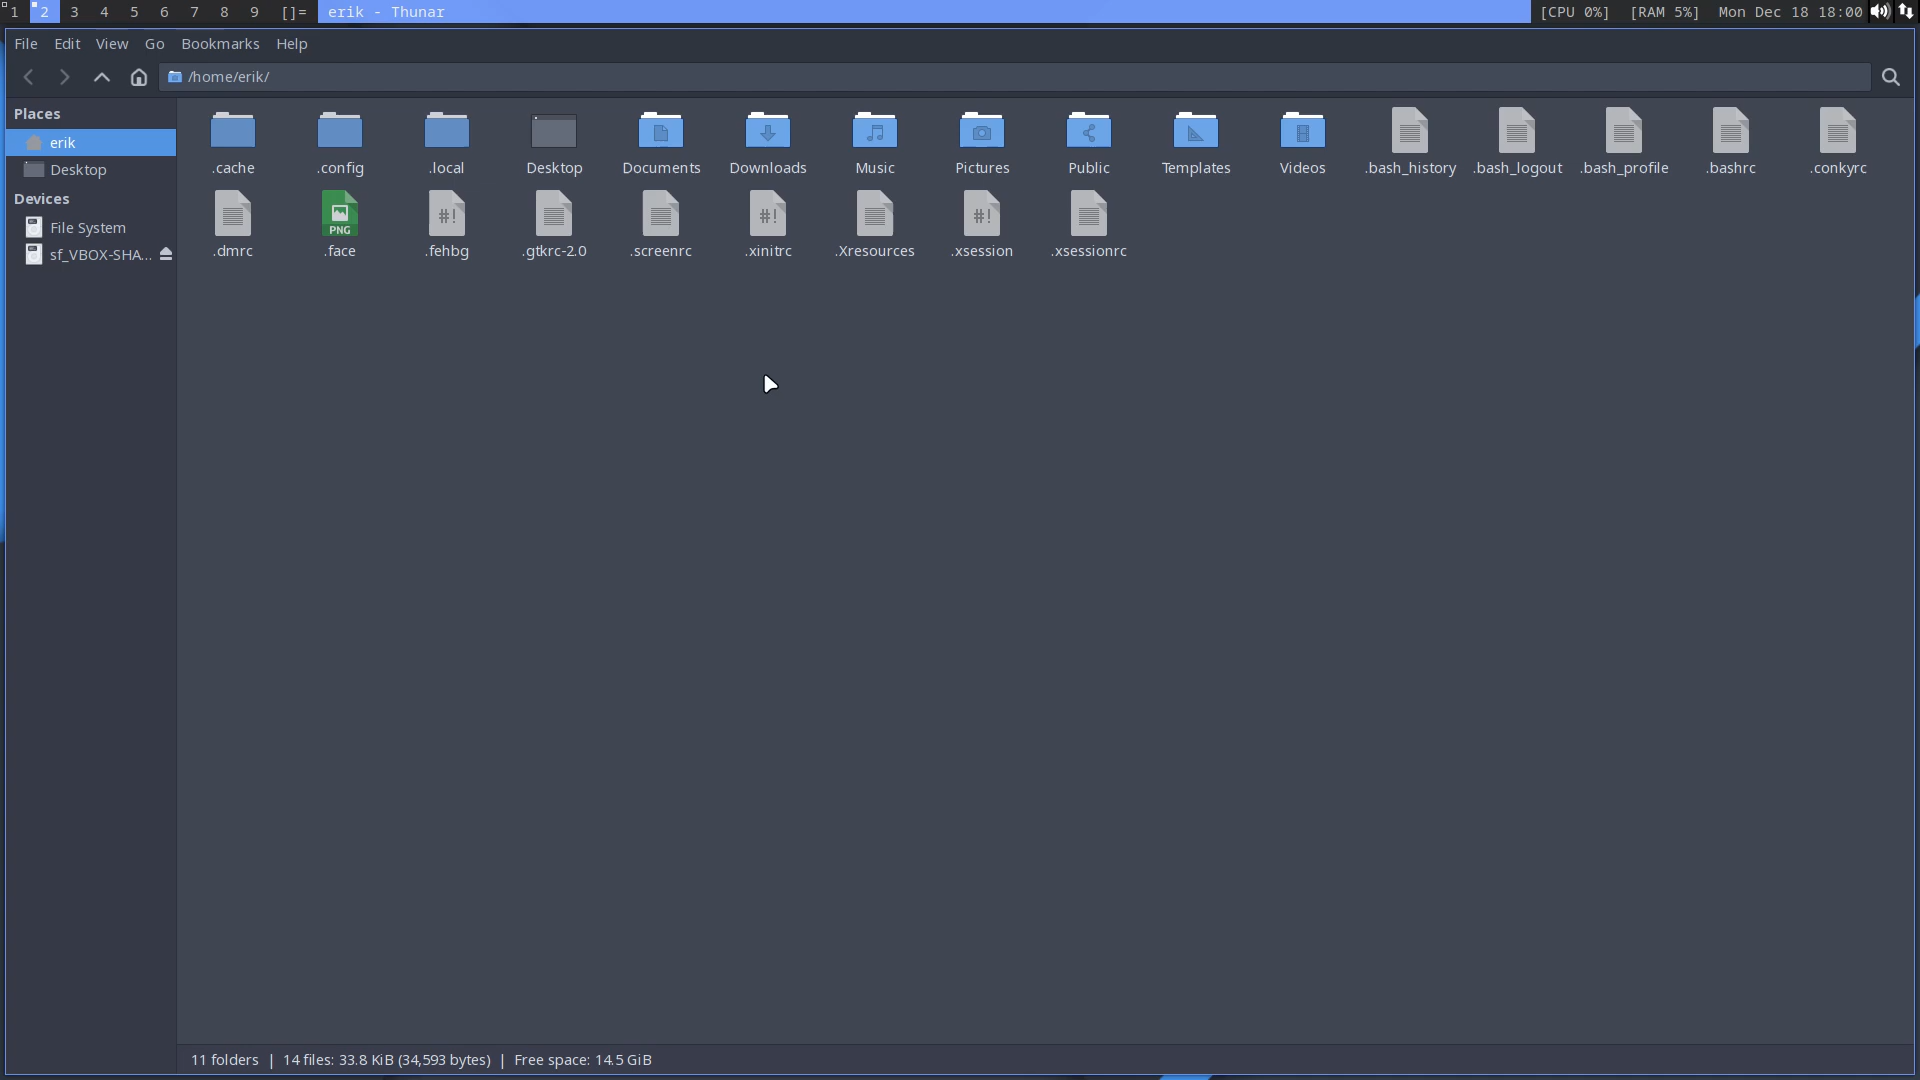 1 2 3 4 5 6 7 8 9 []= erik - Thunar [CPU 0%] [RAM 5%] Mon Dec 18 18:00
File Edit View Go Bookmarks Help
/home/erik/
Places
erik
Desktop
Devices
File System
sf_VBOX-SHA...
.cache .config .local Desktop Documents Downloads Music Pictures Public Templates Videos .bash_history .bash_logout .bash_profile .bashrc .conkyrc
PNG #! #! #!
.dmrc .face .fehbg .gtkrc-2.0 .screenrc .xinitrc .Xresources .xsession .xsessionrc
11 folders | 14 files: 33.8 KiB (34,593 bytes) | Free space: 14.5 GiB